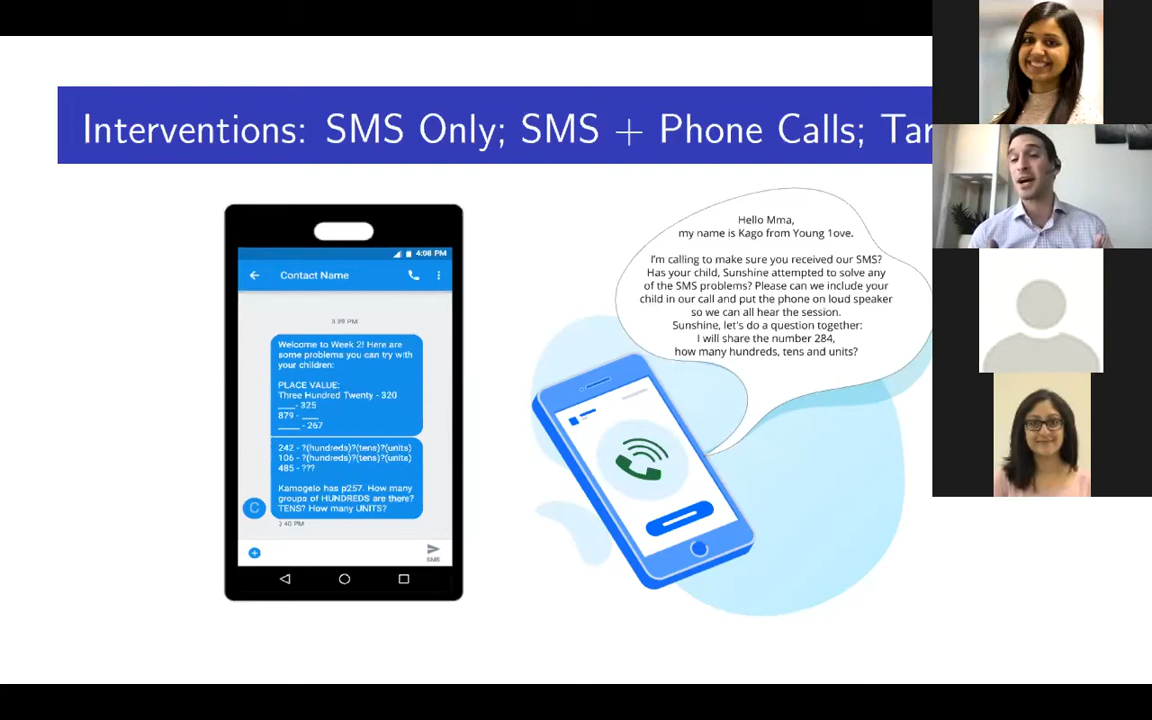 Interventions: SMS Only; SMS + Phone Calls; Tar
4:08 PM
Contact Name
3:39 PM
Welcome to Week 2! Here are
some problems you can try with
your children:
PLACE VALUE:
Three Hundred Twenty - 320
____- 325
879 - ____
_____ - 267
242 - ?(hundreds)?(tens)?(units)
106 - ?(hundreds)?(tens)?(units)
485 - ???
Kamogelo has p257. How many
groups of HUNDREDS are there?
TENS? How many UNITS?
C
3:40 PM
SMS
Hello Mma,
my name is Kago from Young 1ove.
I'm calling to make sure you received our SMS?
Has your child, Sunshine attempted to solve any
of the SMS problems? Please can we include your
child in our call and put the phone on loud speaker
so we can all hear the session.
Sunshine, let's do a question together:
I will share the number 284,
how many hundreds, tens and units?